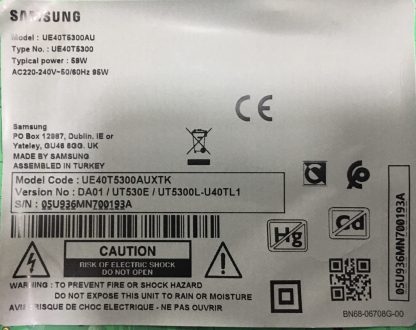 SAMSUNG
Model : UE40T5300AU
Type No. : UE40T5300
Typical power : 59W
AC220-240V~50/60Hz 95W
CE
Samsung
PO Box 12987, Dublin. IE or
Yateley, GU46 6GG. UK
MADE BY SAMSUNG
ASSEMBLED IN TURKEY
Model Code : UE40T5300AUXTK
Version No : DA01 / UT530E / UT5300L-U40TL1
S/N : 05U936MN700193A
Hg
Cd
05U936MN700193A
CAUTION
RISK OF ELECTRIC SHOCK
DO NOT OPEN
WARNING : TO PREVENT FIRE OR SHOCK HAZARD
DO NOT EXPOSE THIS UNIT TO RAIN OR MOISTURE
AVIS : RISQUE DE CHOC ELECTRIQUE - NE PAS OUVRIR
BN68-06708G-00